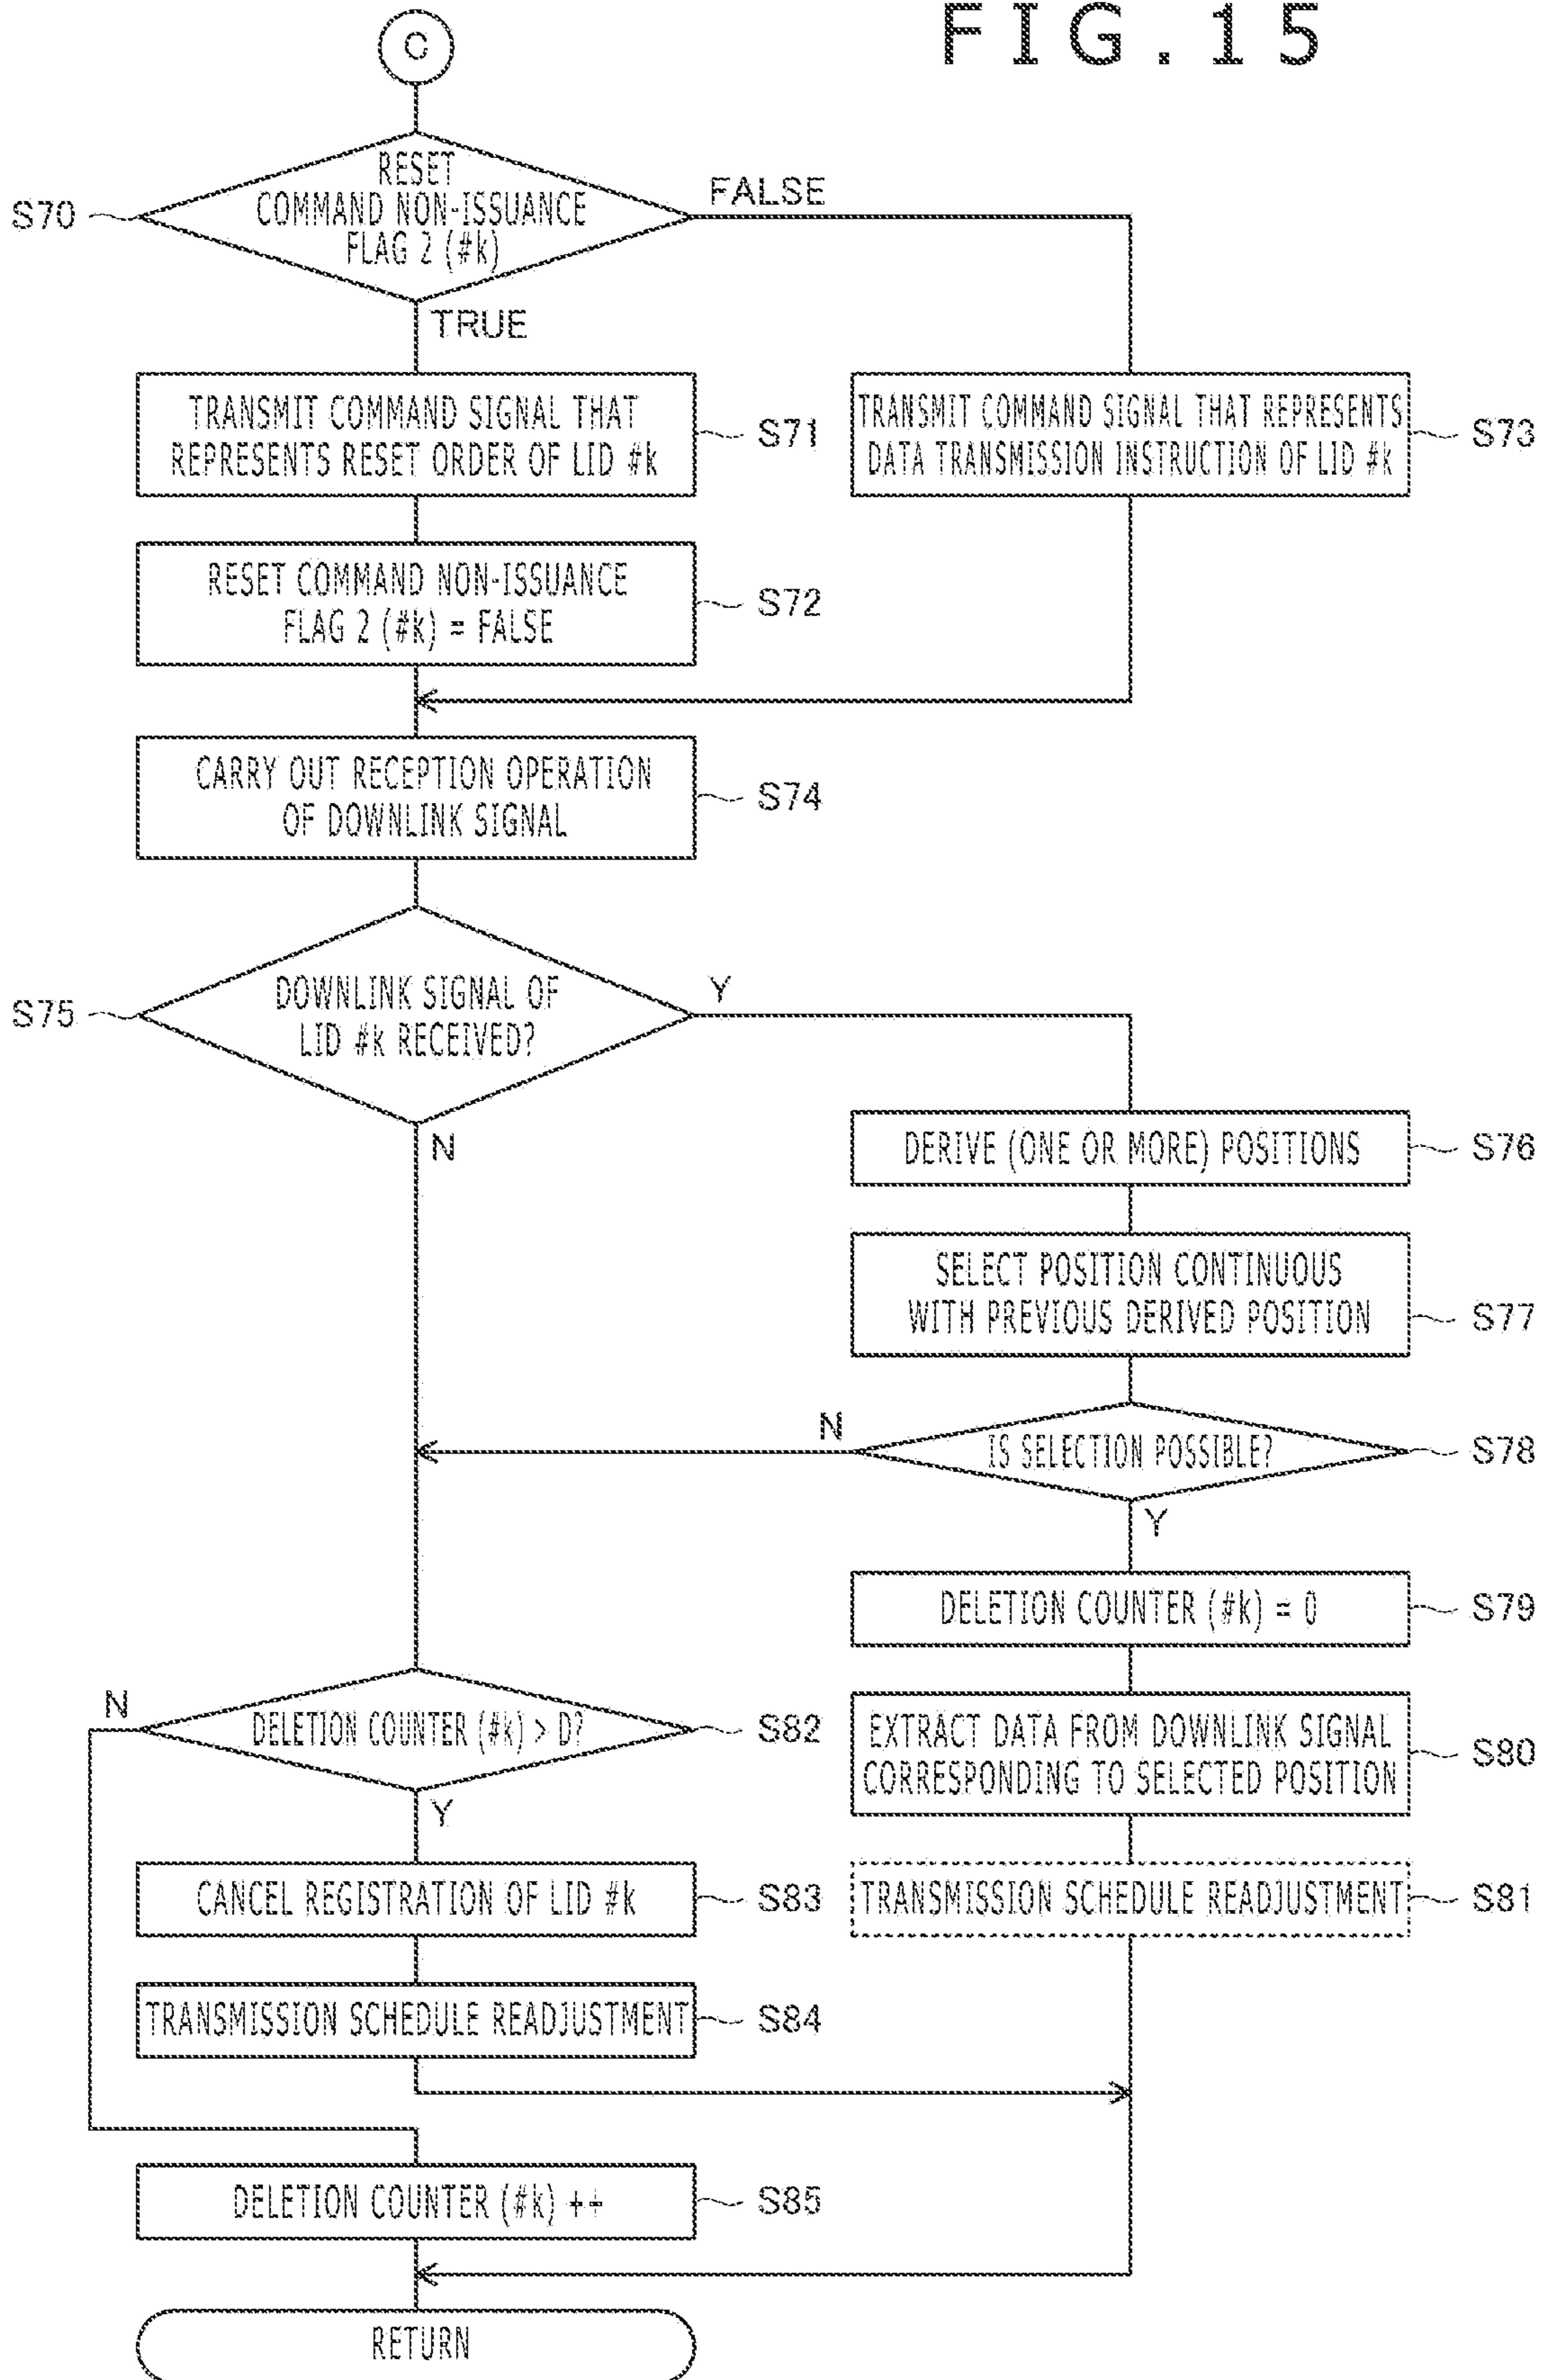 FIG.15
C
RESET
COMMAND NON-ISSUANCE
FLAG 2 (#k)
S70
FALSE
TRUE
TRANSMIT COMMAND SIGNAL THAT
REPRESENTS RESET ORDER OF LID #k
S71
TRANSMIT COMMAND SIGNAL THAT REPRESENTS
DATA TRANSMISSION INSTRUCTION OF LID #k
S73
RESET COMMAND NON-ISSUANCE
FLAG 2 (#k) = FALSE
S72
CARRY OUT RECEPTION OPERATION
OF DOWNLINK SIGNAL
S74
DOWNLINK SIGNAL OF
LID #k RECEIVED?
S75
Y
N
DERIVE (ONE OR MORE) POSITIONS
S76
SELECT POSITION CONTINUOUS
WITH PREVIOUS DERIVED POSITION
S77
IS SELECTION POSSIBLE?
S78
N
Y
DELETION COUNTER (#k) = 0
S79
EXTRACT DATA FROM DOWNLINK SIGNAL
CORRESPONDING TO SELECTED POSITION
S80
TRANSMISSION SCHEDULE READJUSTMENT
S81
N
DELETION COUNTER (#k) > D?
S82
Y
CANCEL REGISTRATION OF LID #k
S83
TRANSMISSION SCHEDULE READJUSTMENT
S84
DELETION COUNTER (#k) ++
S85
RETURN